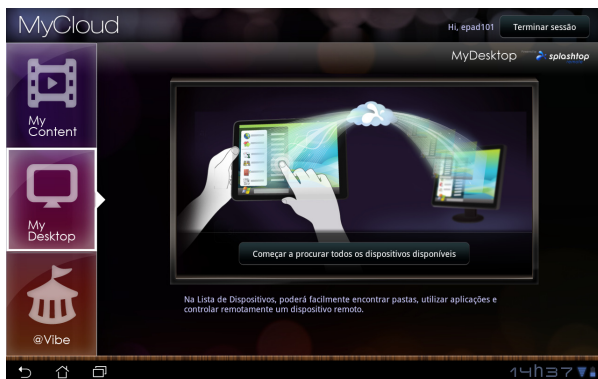 MyCloud
Hi, epad101
Terminar sessão
MyDesktop
splashtop
My
Content
My
Desktop
@Vibe
Começar a procurar todos os dispositivos disponíveis
Na Lista de Dispositivos, poderá facilmente encontrar pastas, utilizar aplicações e
controlar remotamente um dispositivo remoto.
14h37